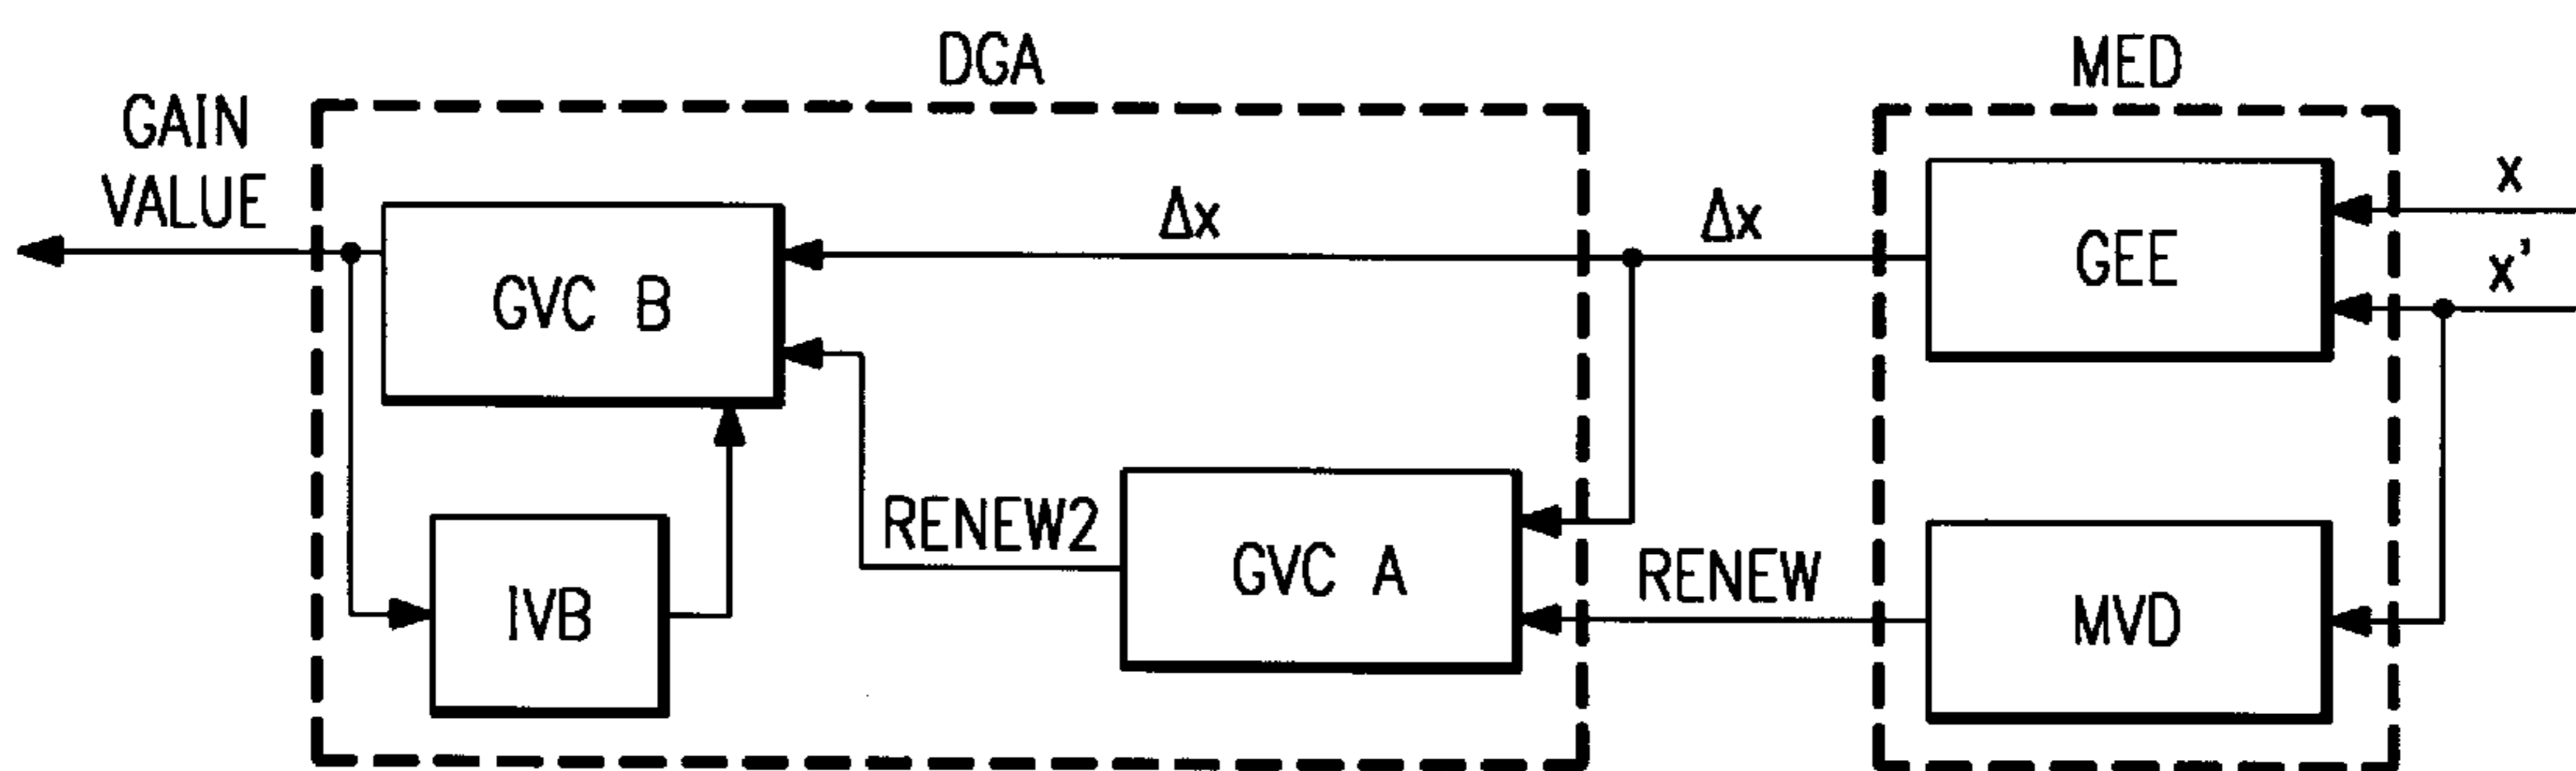 DGA
MED
GAIN
VALUE
Δx
Δx
x
x'
GVC B
GEE
RENEW2
RENEW
IVB
GVC A
MVD